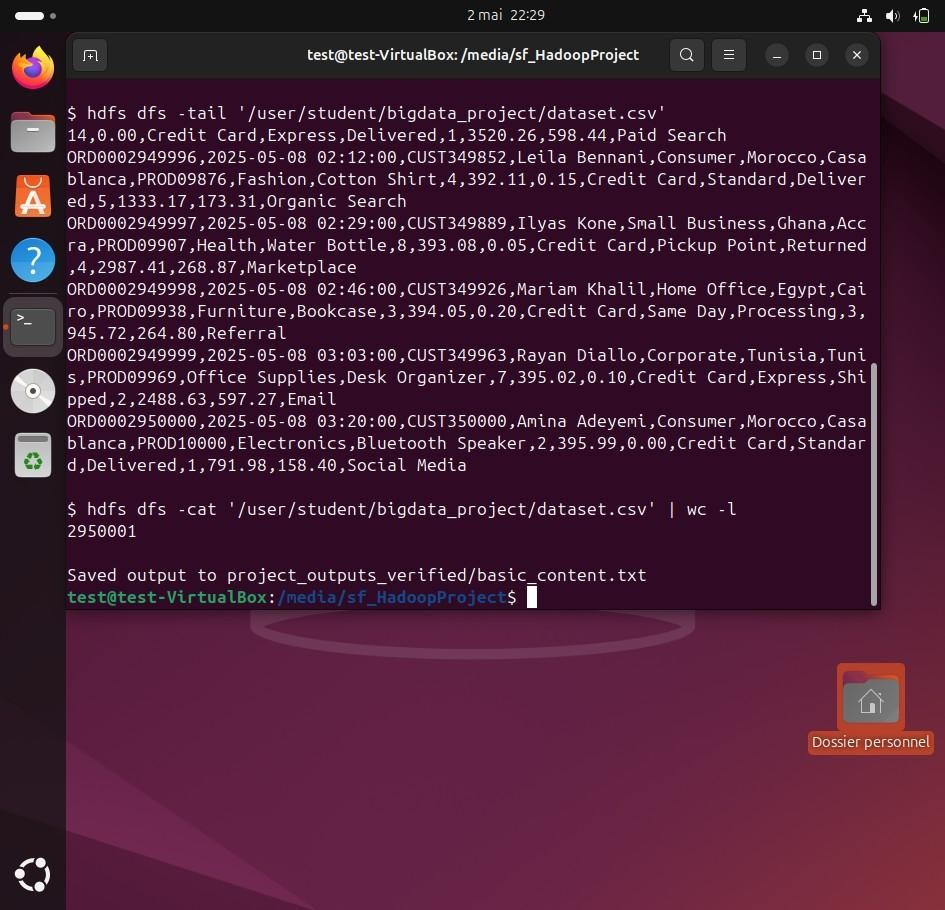 2 mai 22:29
test@test-VirtualBox: /media/sf_HadoopProject
$ hdfs dfs -tail '/user/student/bigdata_project/dataset.csv'
14,0.00,Credit Card,Express,Delivered,1,3520.26,598.44,Paid Search
ORD0002949996,2025-05-08 02:12:00,CUST349852,Leila Bennani,Consumer,Morocco,Casa
blanca,PROD09876,Fashion,Cotton Shirt,4,392.11,0.15,Credit Card,Standard,Deliver
ed,5,1333.17,173.31,Organic Search
ORD0002949997,2025-05-08 02:29:00,CUST349889,Ilyas Kone,Small Business,Ghana,Acc
ra,PROD09907,Health,Water Bottle,8,393.08,0.05,Credit Card,Pickup Point,Returned
,4,2987.41,268.87,Marketplace
ORD0002949998,2025-05-08 02:46:00,CUST349926,Mariam Khalil,Home Office,Egypt,Cai
ro,PROD09938,Furniture,Bookcase,3,394.05,0.20,Credit Card,Same Day,Processing,3,
945.72,264.80,Referral
ORD0002949999,2025-05-08 03:03:00,CUST349963,Rayan Diallo,Corporate,Tunisia,Tuni
s,PROD09969,Office Supplies,Desk Organizer,7,395.02,0.10,Credit Card,Express,Shi
pped,2,2488.63,597.27,Email
ORD0002950000,2025-05-08 03:20:00,CUST350000,Amina Adeyemi,Consumer,Morocco,Casa
blanca,PROD10000,Electronics,Bluetooth Speaker,2,395.99,0.00,Credit Card,Standar
d,Delivered,1,791.98,158.40,Social Media
$ hdfs dfs -cat '/user/student/bigdata_project/dataset.csv' | wc -l
2950001
Saved output to project_outputs_verified/basic_content.txt
test@test-VirtualBox:/media/sf_HadoopProject$
Dossier personnel